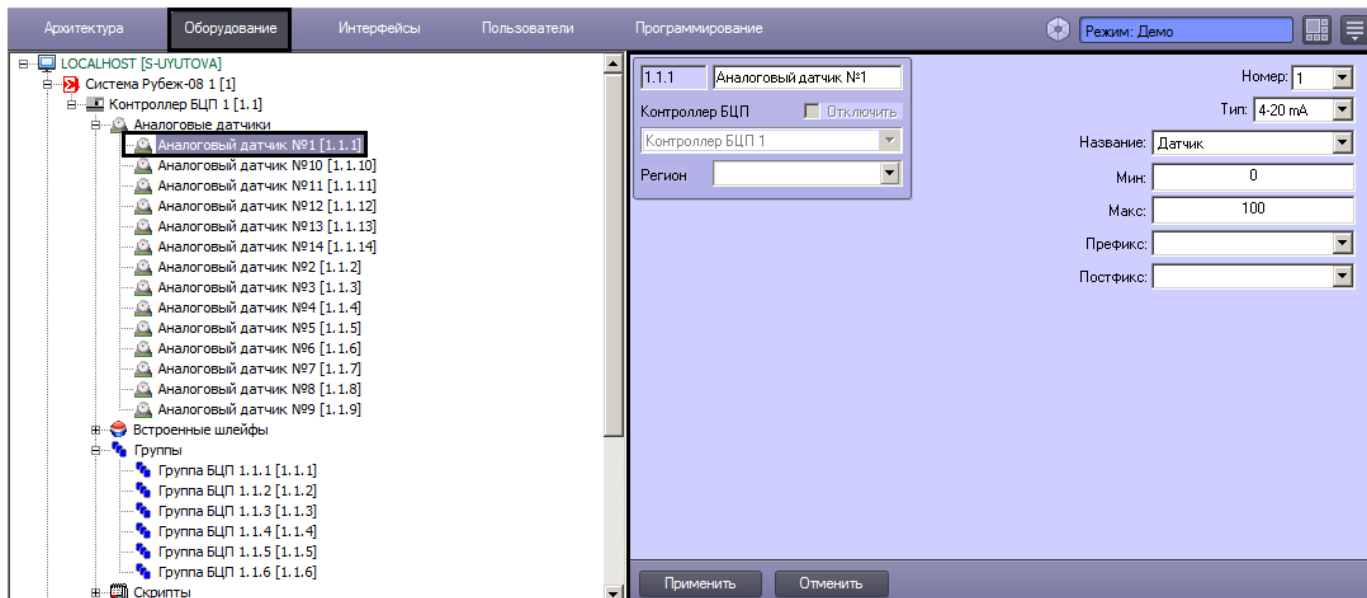 Архитектура Оборудование Интерфейсы Пользователи Программирование Режим: Демо
LOCALHOST [S-UYUTOVA]
Система Рубеж-08 1 [1]
Контроллер БЦП 1 [1.1]
Аналоговые датчики
Аналоговый датчик №1 [1.1.1]
Аналоговый датчик №10 [1.1.10]
Аналоговый датчик №11 [1.1.11]
Аналоговый датчик №12 [1.1.12]
Аналоговый датчик №13 [1.1.13]
Аналоговый датчик №14 [1.1.14]
Аналоговый датчик №2 [1.1.2]
Аналоговый датчик №3 [1.1.3]
Аналоговый датчик №4 [1.1.4]
Аналоговый датчик №5 [1.1.5]
Аналоговый датчик №6 [1.1.6]
Аналоговый датчик №7 [1.1.7]
Аналоговый датчик №8 [1.1.8]
Аналоговый датчик №9 [1.1.9]
Встроенные шлейфы
Группы
Группа БЦП 1.1.1 [1.1.1]
Группа БЦП 1.1.2 [1.1.2]
Группа БЦП 1.1.3 [1.1.3]
Группа БЦП 1.1.4 [1.1.4]
Группа БЦП 1.1.5 [1.1.5]
Группа БЦП 1.1.6 [1.1.6]
Скрипты
1.1.1 Аналоговый датчик №1
Контроллер БЦП Отключить
Контроллер БЦП 1
Регион
Номер: 1
Тип: 4-20 mA
Название: Датчик
Мин: 0
Макс: 100
Префикс:
Постфикс:
Применить Отменить